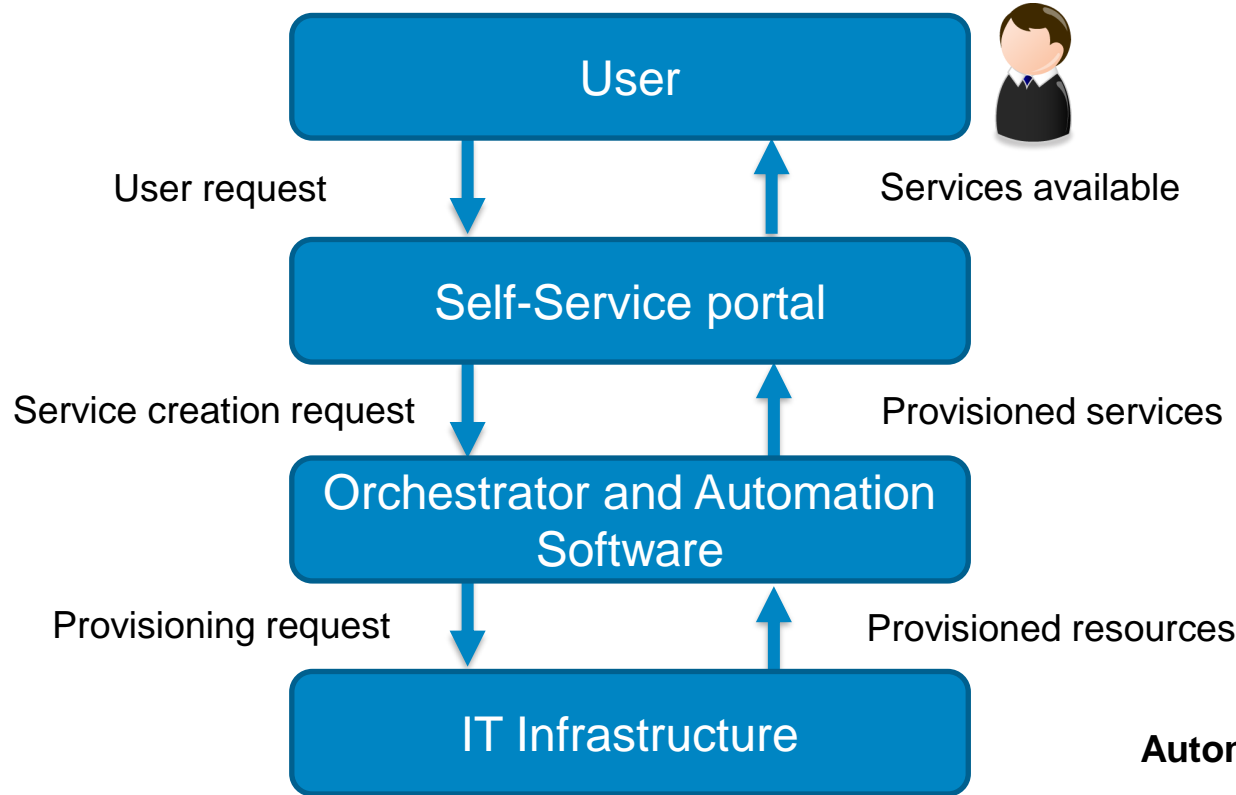 User
User request
Services available
Self-Service portal
Service creation request
Provisioned services
Orchestrator and Automation
Software
Provisioning request
Provisioned resources
IT Infrastructure